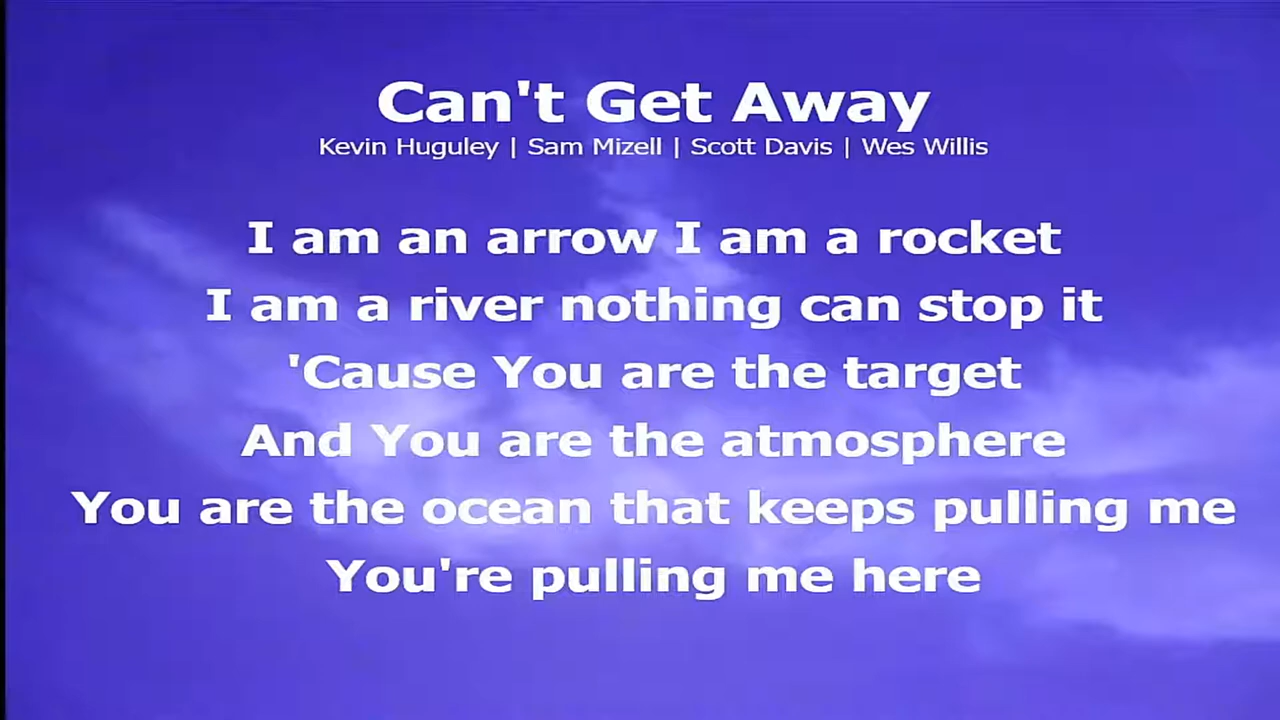 Can't Get Away
Kevin Huguley | Sam Mizell | Scott Davis | Wes Willis
I am an arrow I am a rocket
I am a river nothing can stop it
'Cause You are the target
And You are the atmosphere
You are the ocean that keeps pulling me
You're pulling me here